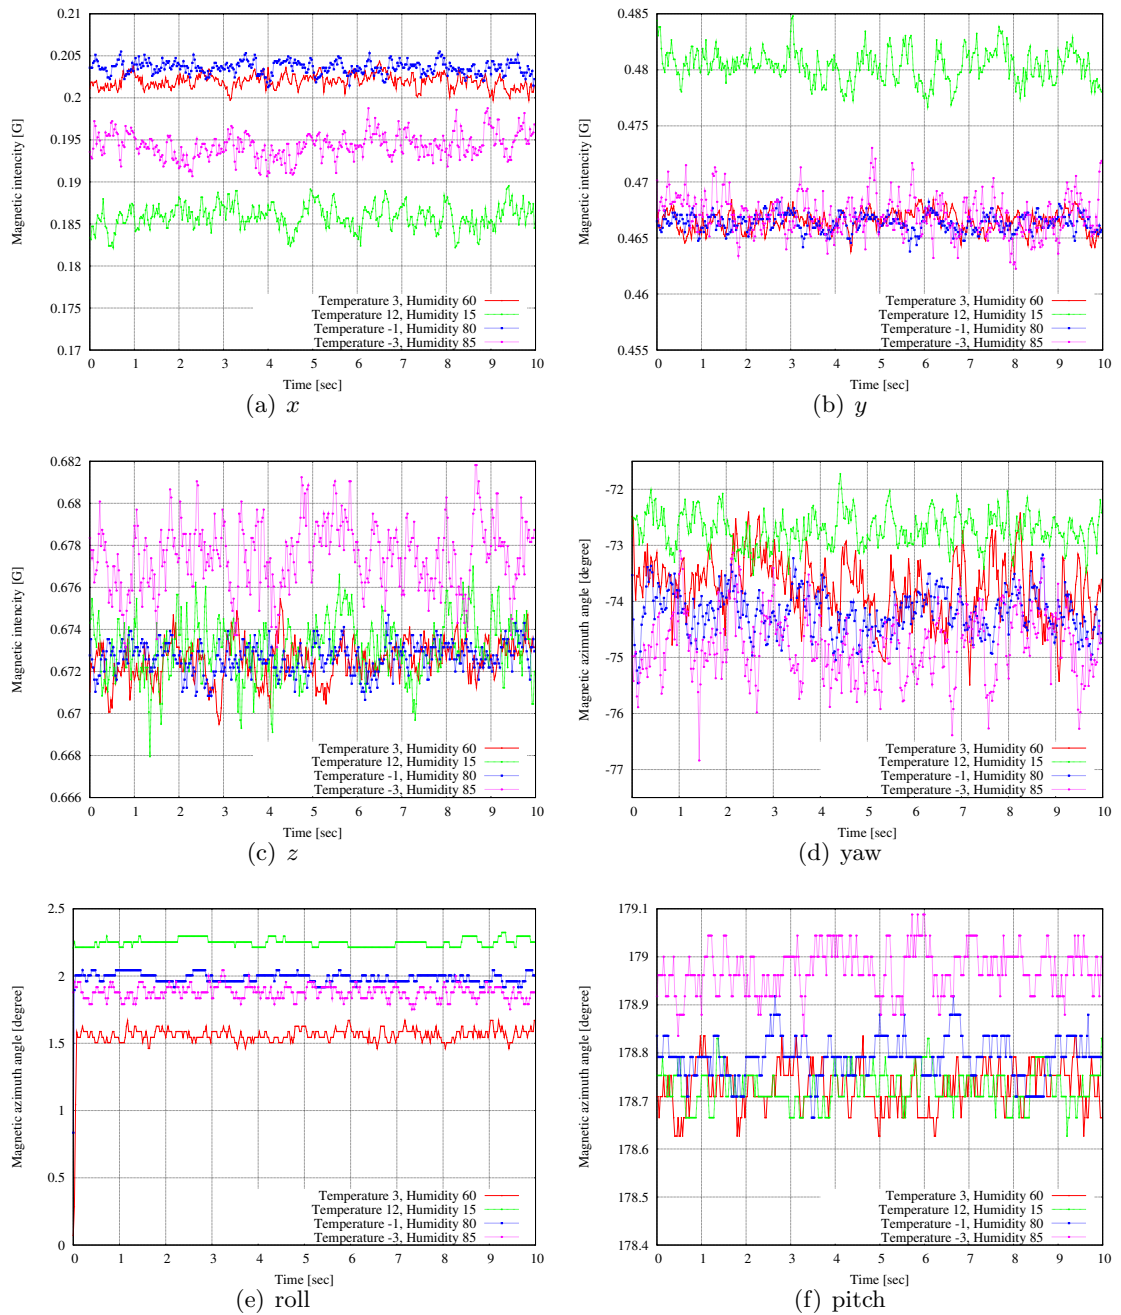 0.21
0.205
0.2
0.195
0.19
0.185
0.18
0.175
0.17
Magnetic intencity [G]
Temperature 3, Humidity 60
Temperature 12, Humidity 15
Temperature -1, Humidity 80
Temperature -3, Humidity 85
0 1 2 3 4 5 6 7 8 9 10
Time [sec]
(a) x
0.485
0.48
0.475
0.47
0.465
0.46
0.455
Magnetic intencity [G]
Temperature 3, Humidity 60
Temperature 12, Humidity 15
Temperature -1, Humidity 80
Temperature -3, Humidity 85
0 1 2 3 4 5 6 7 8 9 10
Time [sec]
(b) y
0.682
0.68
0.678
0.676
0.674
0.672
0.67
0.668
0.666
Magnetic intencity [G]
Temperature 3, Humidity 60
Temperature 12, Humidity 15
Temperature -1, Humidity 80
Temperature -3, Humidity 85
0 1 2 3 4 5 6 7 8 9 10
Time [sec]
(c) z
-72
-73
-74
-75
-76
-77
Magnetic azimuth angle [degree]
Temperature 3, Humidity 60
Temperature 12, Humidity 15
Temperature -1, Humidity 80
Temperature -3, Humidity 85
0 1 2 3 4 5 6 7 8 9 10
Time [sec]
(d) yaw
2.5
2
1.5
1
0.5
0
Magnetic azimuth angle [degree]
Temperature 3, Humidity 60
Temperature 12, Humidity 15
Temperature -1, Humidity 80
Temperature -3, Humidity 85
0 1 2 3 4 5 6 7 8 9 10
Time [sec]
(e) roll
179.1
179
178.9
178.8
178.7
178.6
178.5
178.4
Magnetic azimuth angle [degree]
Temperature 3, Humidity 60
Temperature 12, Humidity 15
Temperature -1, Humidity 80
Temperature -3, Humidity 85
0 1 2 3 4 5 6 7 8 9 10
Time [sec]
(f) pitch